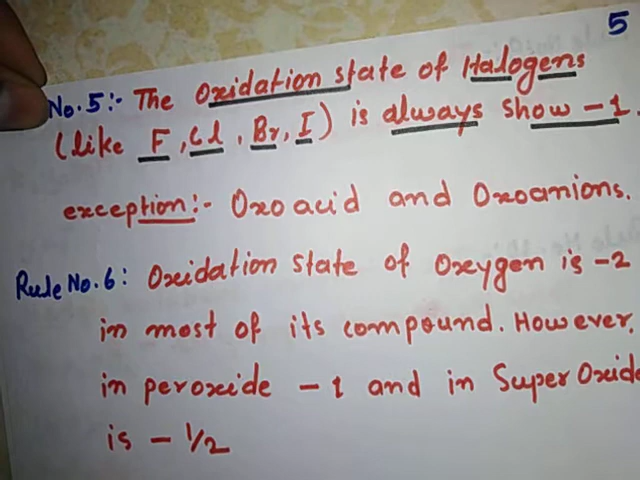 5
No.5:- The Oxidation state of Halogens
(like F, Cl, Br, I) is always show -1.
exception:- Oxoacid and Oxoanions.
Rule No.6: Oxidation state of Oxygen is -2
in most of its compound. However,
in peroxide -1 and in Super Oxide
is - 1/2